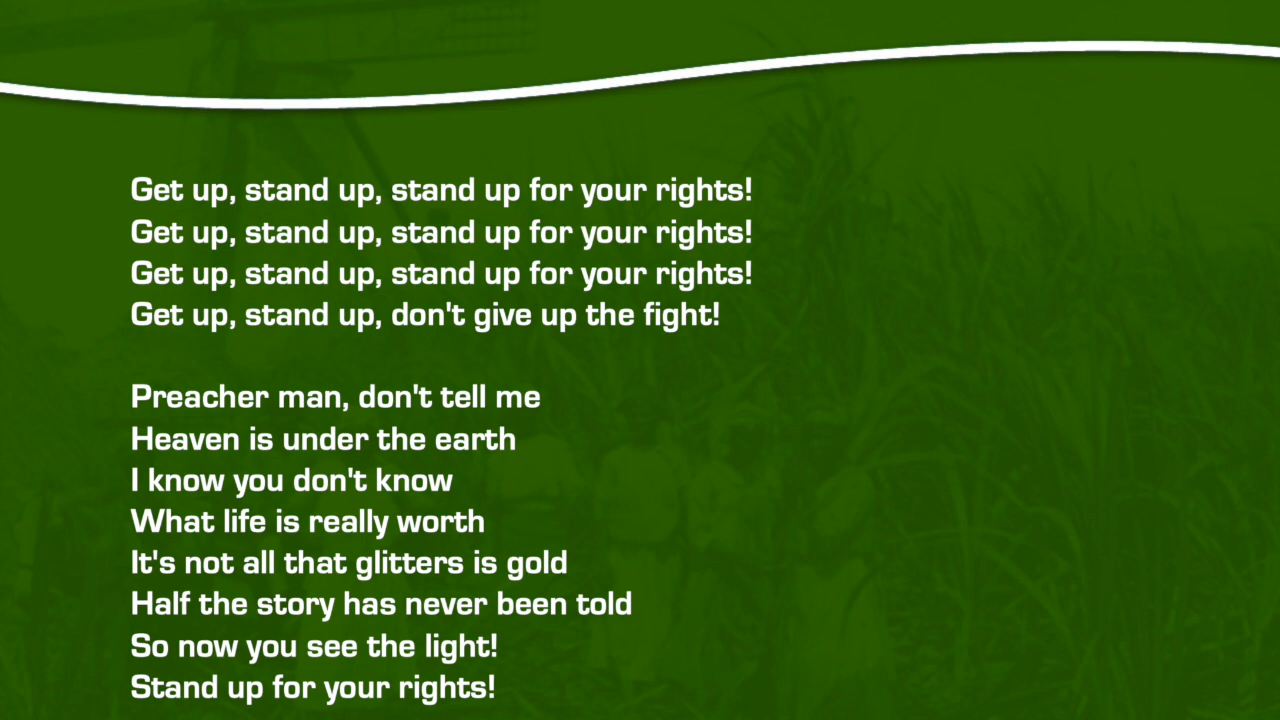 Get up, stand up, stand up for your rights!
Get up, stand up, stand up for your rights!
Get up, stand up, stand up for your rights!
Get up, stand up, don't give up the fight!
Preacher man, don't tell me
Heaven is under the earth
I know you don't know
What life is really worth
It's not all that glitters is gold
Half the story has never been told
So now you see the light!
Stand up for your rights!